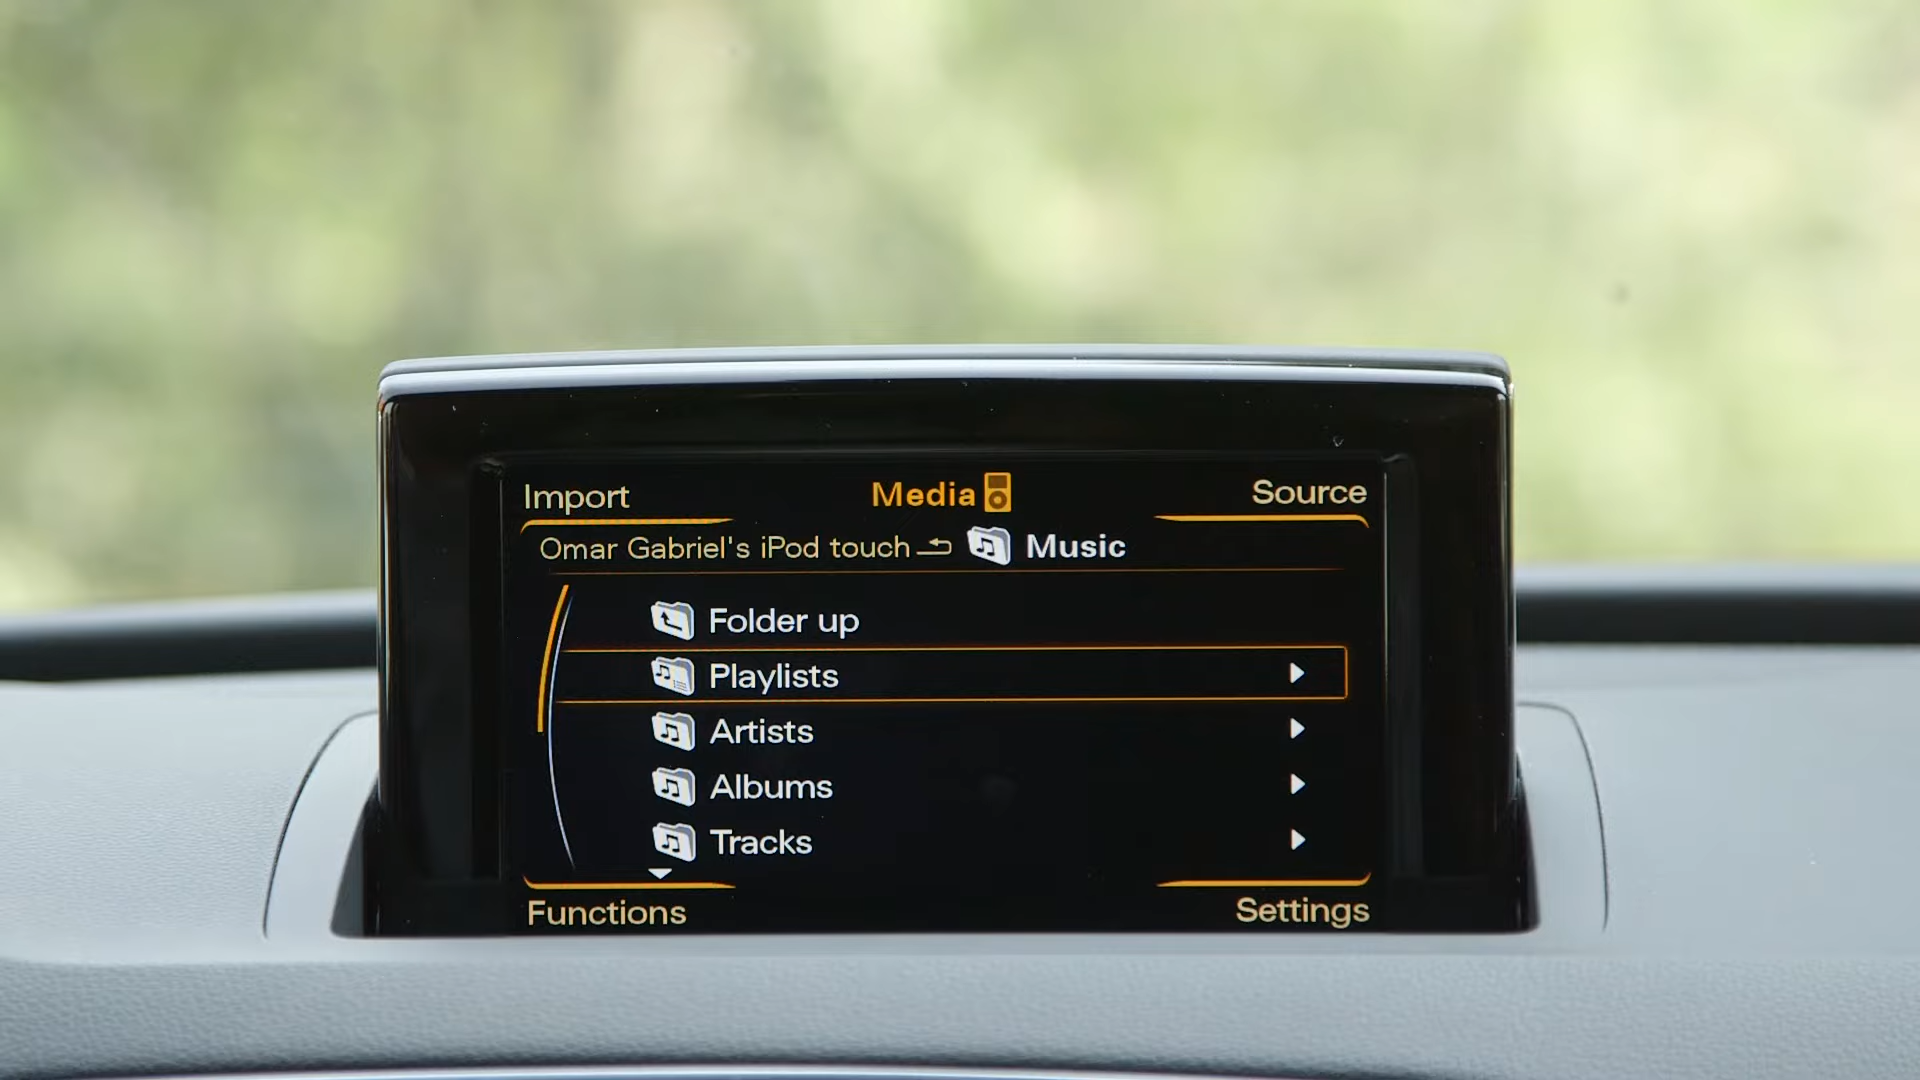 Import Media Source
Omar Gabriel's iPod touch Music
Folder up
Playlists
Artists
Albums
Tracks
Functions Settings